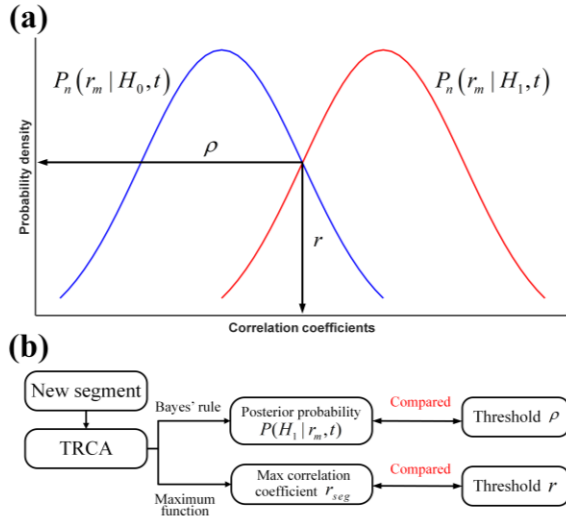 (a)
P_n(r_m | H_0, t)
P_n(r_m | H_1, t)
ρ
r
Probability density
Correlation coefficients
(b)
New segment
TRCA
Bayes' rule
Maximum
function
Posterior probability
P(H_1 | r_m, t)
Compared
Threshold ρ
Max correlation
coefficient r_seg
Compared
Threshold r